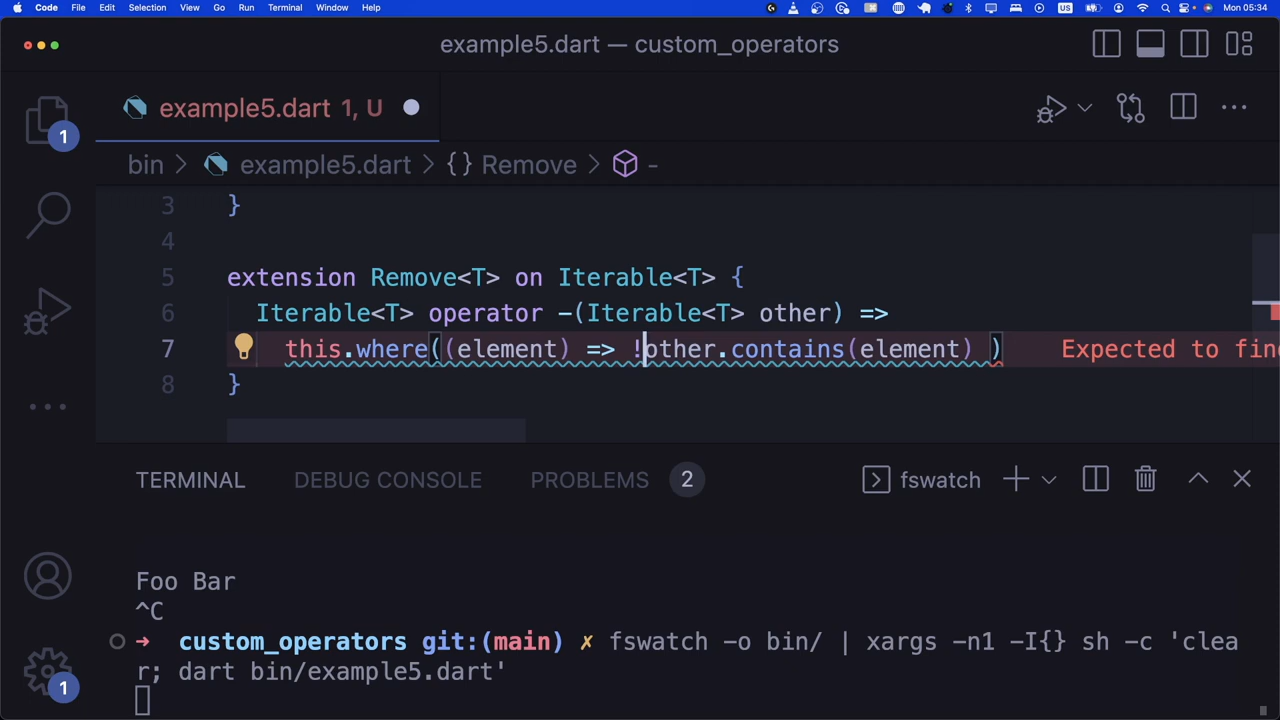 Code File Edit Selection View Go Run Terminal Window Help US Mon 05:34
example5.dart — custom_operators
1
example5.dart 1, U
bin > example5.dart > {} Remove > -
3 }
4
5 extension Remove<T> on Iterable<T> {
6 Iterable<T> operator -(Iterable<T> other) =>
7 this.where((element) => !other.contains(element) ) Expected to find
8 }
TERMINAL DEBUG CONSOLE PROBLEMS 2 fswatch
Foo Bar
^C
→ custom_operators git:(main) ✗ fswatch -o bin/ | xargs -n1 -I{} sh -c 'clea
r; dart bin/example5.dart'
1